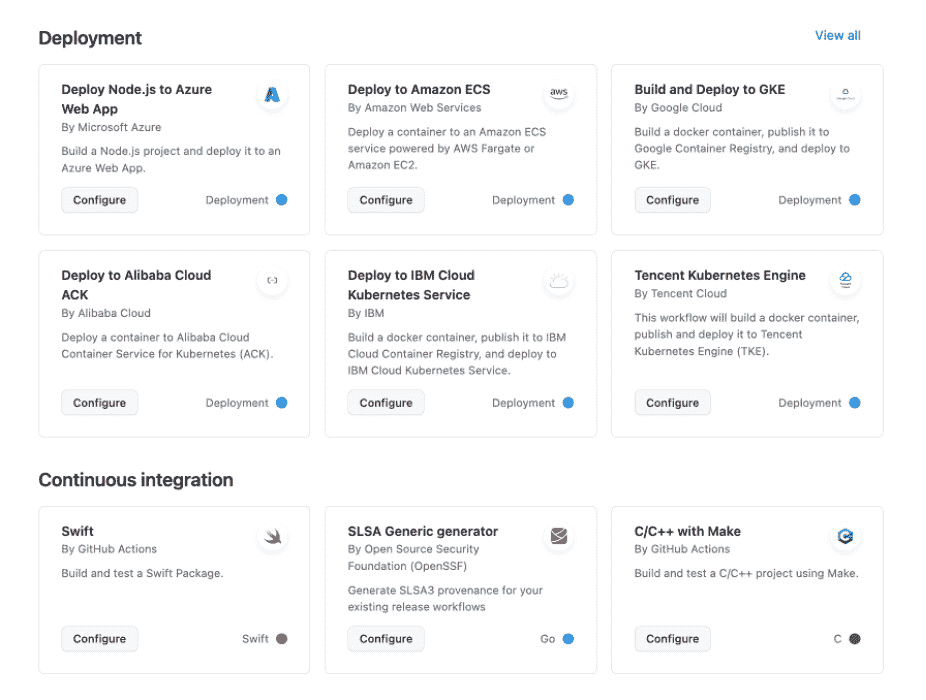 Deployment
View all
Deploy Node.js to Azure
Web App
By Microsoft Azure
Build a Node.js project and deploy it to an
Azure Web App.
Configure
Deployment
Deploy to Amazon ECS
By Amazon Web Services
aws
Deploy a container to an Amazon ECS
service powered by AWS Fargate or
Amazon EC2.
Configure
Deployment
Build and Deploy to GKE
By Google Cloud
Build a docker container, publish it to
Google Container Registry, and deploy to
GKE.
Configure
Deployment
Deploy to Alibaba Cloud
ACK
By Alibaba Cloud
Deploy a container to Alibaba Cloud
Container Service for Kubernetes (ACK).
Configure
Deployment
Deploy to IBM Cloud
Kubernetes Service
By IBM
Build a docker container, publish it to IBM
Cloud Container Registry, and deploy to
IBM Cloud Kubernetes Service.
Configure
Deployment
Tencent Kubernetes Engine
By Tencent Cloud
This workflow will build a docker container,
publish and deploy it to Tencent
Kubernetes Engine (TKE).
Configure
Deployment
Continuous integration
Swift
By GitHub Actions
Build and test a Swift Package.
Configure
Swift
SLSA Generic generator
By Open Source Security
Foundation (OpenSSF)
Generate SLSA3 provenance for your
existing release workflows
Configure
Go
C/C++ with Make
By GitHub Actions
Build and test a C/C++ project using Make.
Configure
C